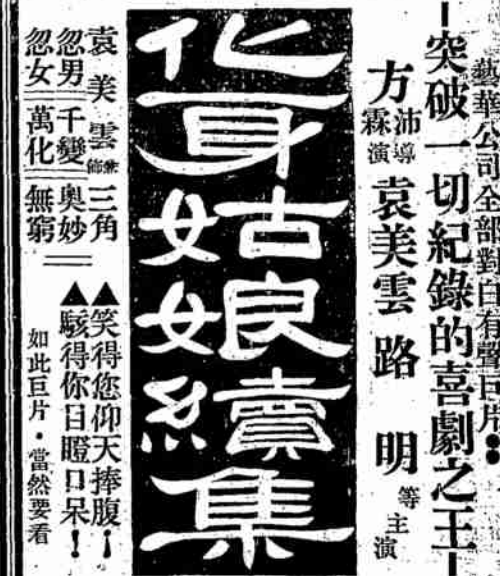 藝華公司全部對白有聲巨片
—突破一切紀錄的喜劇之王—
方沛霖導演 袁美雲 路明 等主演
化身姑娘續集
袁美雲兼飾三角
忽男 千變 奧妙
忽女 萬化 無窮
▲笑得您仰天捧腹!
▲駭得你目瞪口呆!
如此巨片·當然要看